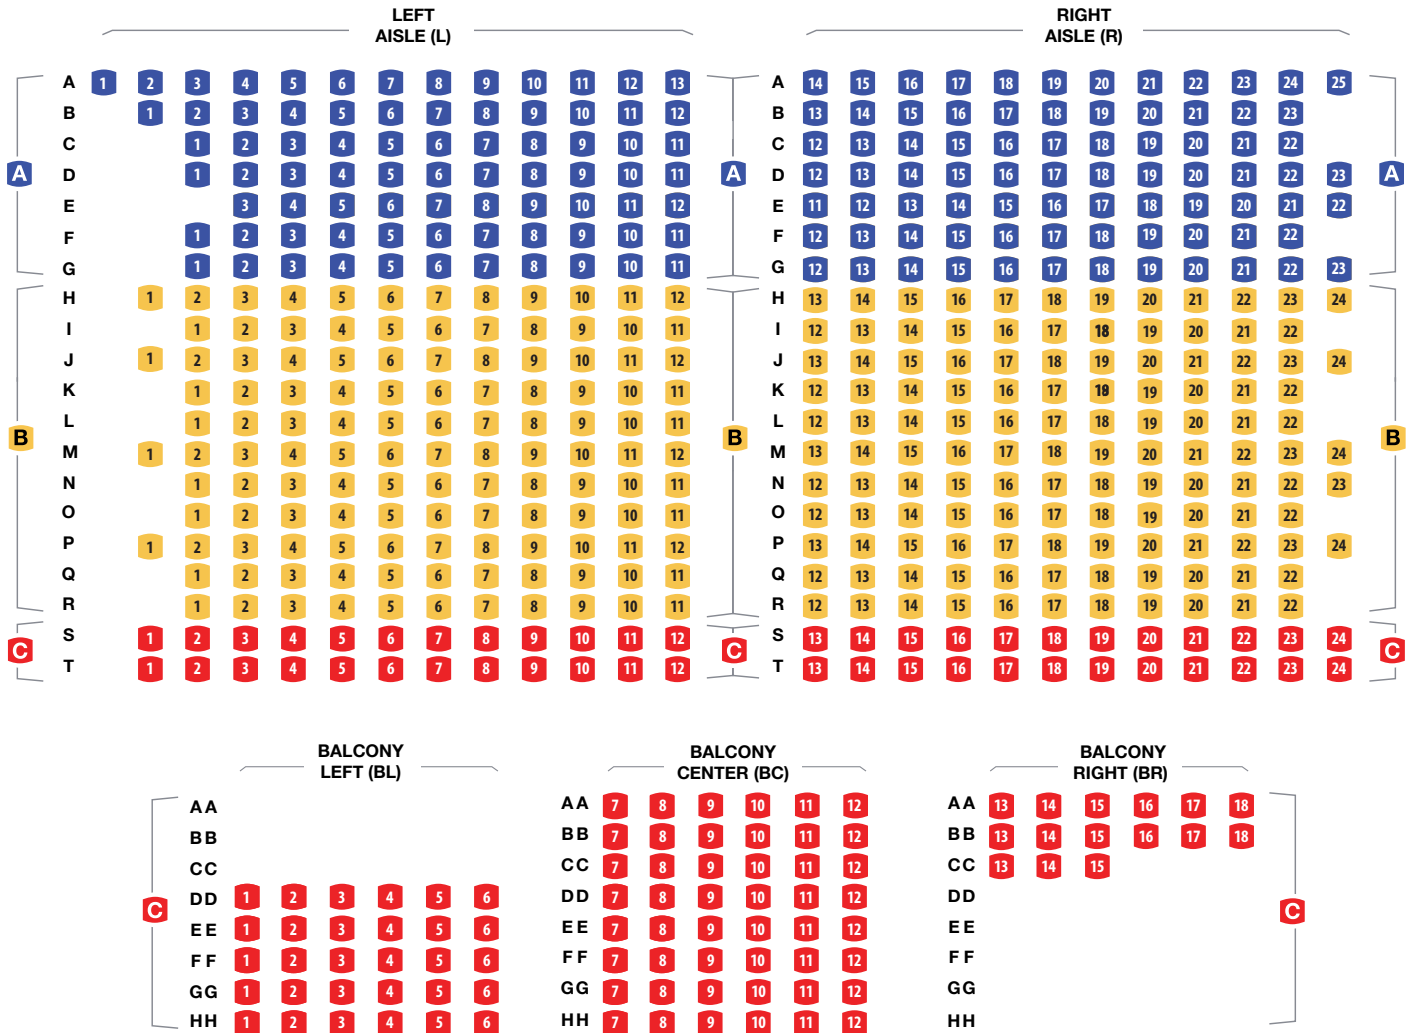 LEFT RIGHT
AISLE (L) AISLE (R)
A 1 2 3 4 5 6 7 8 9 10 11 12 13 A 14 15 16 17 18 19 20 21 22 23 24 25
B 1 2 3 4 5 6 7 8 9 10 11 12 B 13 14 15 16 17 18 19 20 21 22 23
C 1 2 3 4 5 6 7 8 9 10 11 C 12 13 14 15 16 17 18 19 20 21 22
A D 1 2 3 4 5 6 7 8 9 10 11 A D 12 13 14 15 16 17 18 19 20 21 22 23 A
E 3 4 5 6 7 8 9 10 11 12 E 11 12 13 14 15 16 17 18 19 20 21 22
F 1 2 3 4 5 6 7 8 9 10 11 F 12 13 14 15 16 17 18 19 20 21 22
G 1 2 3 4 5 6 7 8 9 10 11 G 12 13 14 15 16 17 18 19 20 21 22 23
H 1 2 3 4 5 6 7 8 9 10 11 12 H 13 14 15 16 17 18 19 20 21 22 23 24
I 1 2 3 4 5 6 7 8 9 10 11 I 12 13 14 15 16 17 18 19 20 21 22
J 1 2 3 4 5 6 7 8 9 10 11 12 J 13 14 15 16 17 18 19 20 21 22 23 24
K 1 2 3 4 5 6 7 8 9 10 11 K 12 13 14 15 16 17 18 19 20 21 22
L 1 2 3 4 5 6 7 8 9 10 11 L 12 13 14 15 16 17 18 19 20 21 22
B M 1 2 3 4 5 6 7 8 9 10 11 12 B M 13 14 15 16 17 18 19 20 21 22 23 24 B
N 1 2 3 4 5 6 7 8 9 10 11 N 12 13 14 15 16 17 18 19 20 21 22 23
O 1 2 3 4 5 6 7 8 9 10 11 O 12 13 14 15 16 17 18 19 20 21 22
P 1 2 3 4 5 6 7 8 9 10 11 12 P 13 14 15 16 17 18 19 20 21 22 23 24
Q 1 2 3 4 5 6 7 8 9 10 11 Q 12 13 14 15 16 17 18 19 20 21 22
R 1 2 3 4 5 6 7 8 9 10 11 R 12 13 14 15 16 17 18 19 20 21 22
C S 1 2 3 4 5 6 7 8 9 10 11 12 C S 13 14 15 16 17 18 19 20 21 22 23 24 C
T 1 2 3 4 5 6 7 8 9 10 11 12 T 13 14 15 16 17 18 19 20 21 22 23 24
BALCONY BALCONY BALCONY
LEFT (BL) CENTER (BC) RIGHT (BR)
AA AA 7 8 9 10 11 12 AA 13 14 15 16 17 18
BB BB 7 8 9 10 11 12 BB 13 14 15 16 17 18
CC CC 7 8 9 10 11 12 CC 13 14 15
C DD 1 2 3 4 5 6 DD 7 8 9 10 11 12 DD C
EE 1 2 3 4 5 6 EE 7 8 9 10 11 12 EE
FF 1 2 3 4 5 6 FF 7 8 9 10 11 12 FF
GG 1 2 3 4 5 6 GG 7 8 9 10 11 12 GG
HH 1 2 3 4 5 6 HH 7 8 9 10 11 12 HH